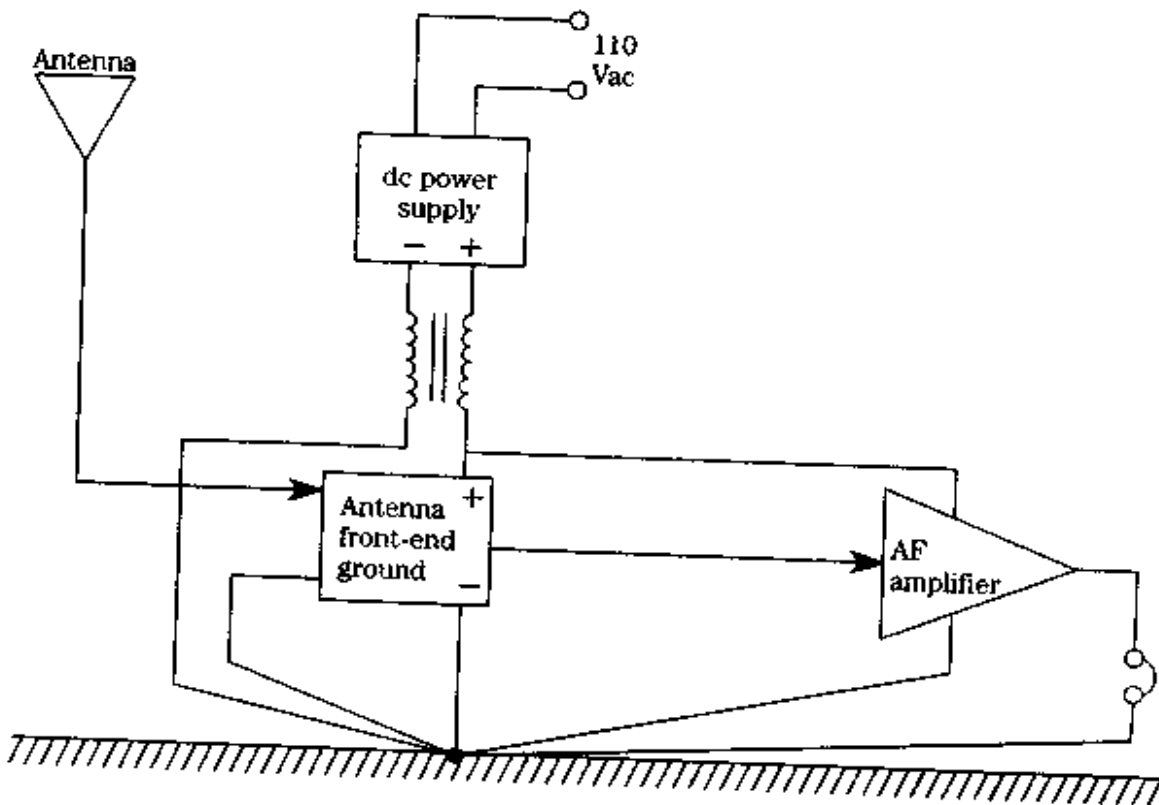 Antenna
110
Vac
dc power
supply
− +
+
Antenna
front-end
ground
−
AF
amplifier